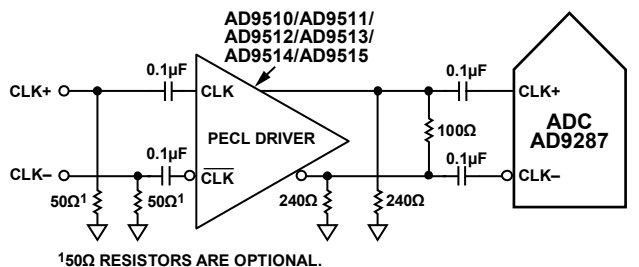 AD9510/AD9511/
AD9512/AD9513/
AD9514/AD9515
0.1µF
0.1µF
CLK+
CLK
CLK+
PECL DRIVER
100Ω
ADC
AD9287
0.1µF
0.1µF
CLK–
CLK
CLK–
50Ω¹
50Ω¹
240Ω
240Ω
¹50Ω RESISTORS ARE OPTIONAL.